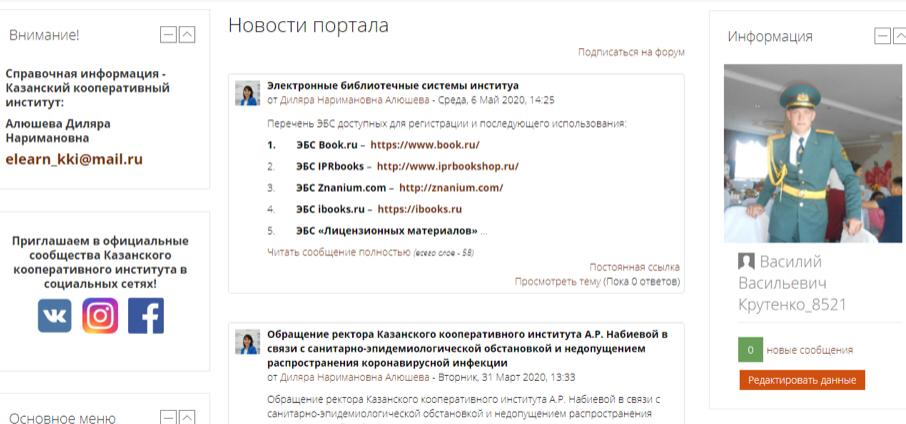 Внимание!
Справочная информация -
Казанский кооперативный
институт:
Алюшева Диляра
Наримановна
elearn_kki@mail.ru
Приглашаем в официальные
сообщества Казанского
кооперативного института в
социальных сетях!
Основное меню
Новости портала
Подписаться на форум
Электронные библиотечные системы институа
от Диляра Наримановна Алюшева - Среда, 6 Май 2020, 14:25
Перечень ЭБС доступных для регистрации и последующего использования:
1. ЭБС Book.ru – https://www.book.ru/
2. ЭБС IPRbooks – http://www.iprbookshop.ru/
3. ЭБС Znanium.com – http://znanium.com/
4. ЭБС ibooks.ru – https://ibooks.ru
5. ЭБС «Лицензионных материалов» ...
Читать сообщение полностью (всего слов - 58)
Постоянная ссылка
Просмотреть тему (Пока 0 ответов)
Обращение ректора Казанского кооперативного института А.Р. Набиевой в
связи с санитарно-эпидемиологической обстановкой и недопущением
распространения коронавирусной инфекции
от Диляра Наримановна Алюшева - Вторник, 31 Март 2020, 13:33
Обращение ректора Казанского кооперативного института А.Р. Набиевой в связи с
санитарно-эпидемиологической обстановкой и недопущением распространения
Информация
Василий
Васильевич
Крутенко_8521
0 новые сообщения
Редактировать данные